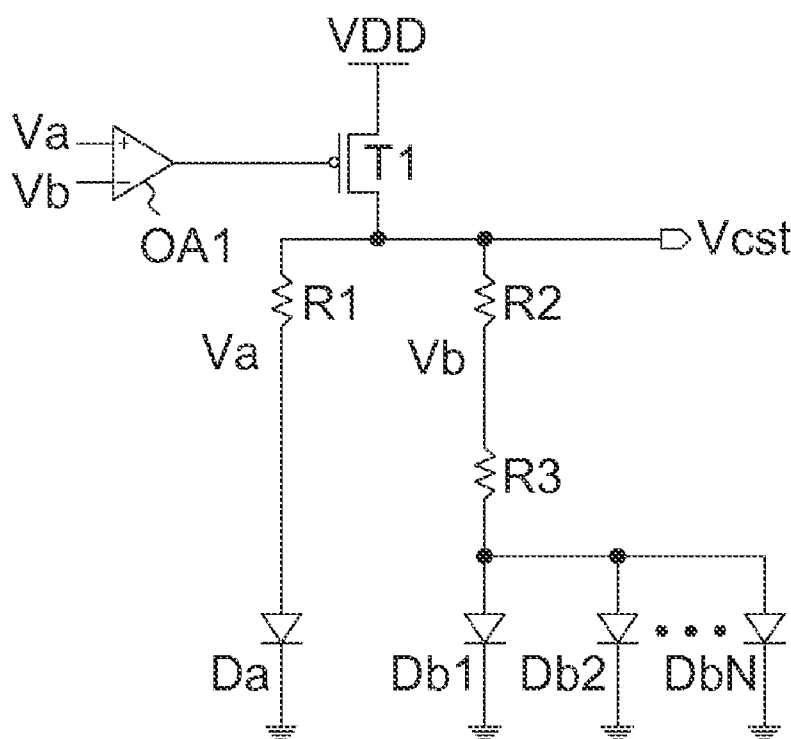 VDD
Va
+
T1
Vb
−
OA1
Vcst
R1
R2
Va
Vb
R3
Da
Db1
Db2
DbN